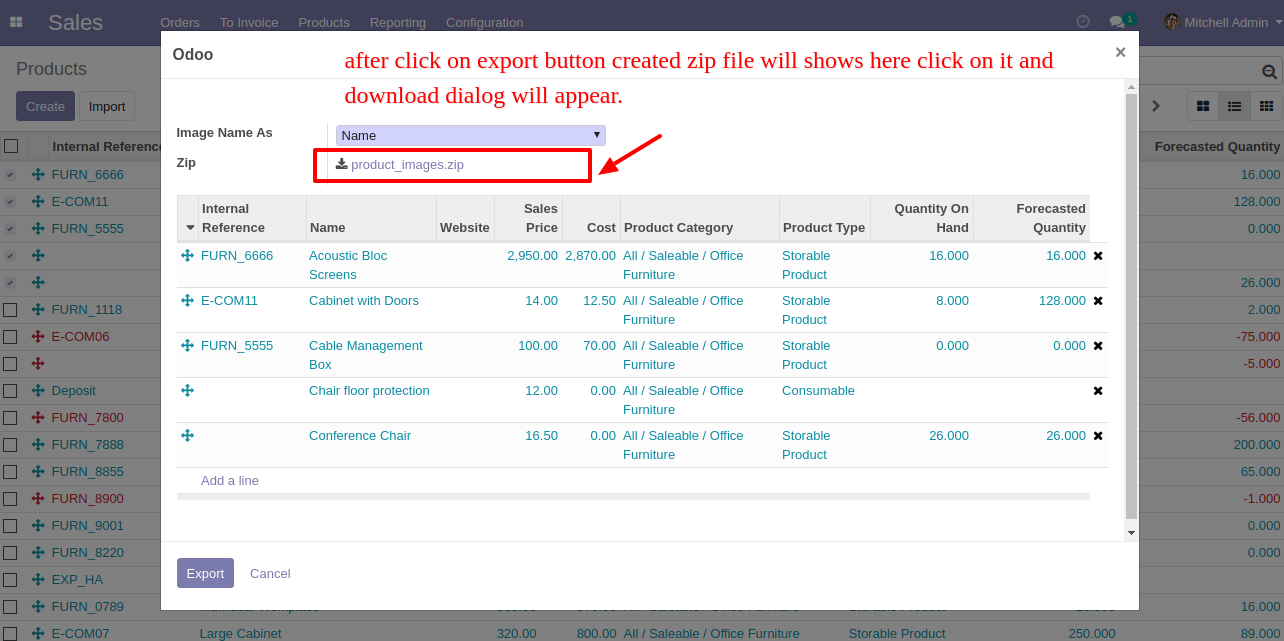 Sales Orders To Invoice Products Reporting Configuration 1 Mitchell Admin
Odoo ×
after click on export button created zip file will shows here click on it and
download dialog will appear.
Products
Create Import
Image Name As Name
Zip product_images.zip
Internal Reference Forecasted Quantity
Internal Reference Name Website Sales Price Cost Product Category Product Type Quantity On Hand Forecasted Quantity
FURN_6666 Acoustic Bloc Screens 2,950.00 2,870.00 All / Saleable / Office Furniture Storable Product 16.000 16.000
E-COM11 Cabinet with Doors 14.00 12.50 All / Saleable / Office Furniture Storable Product 8.000 128.000
FURN_5555 Cable Management Box 100.00 70.00 All / Saleable / Office Furniture Storable Product 0.000 0.000
Chair floor protection 12.00 0.00 All / Saleable / Office Furniture Consumable
Conference Chair 16.50 0.00 All / Saleable / Office Furniture Storable Product 26.000 26.000
Add a line
Export Cancel
FURN_6666 16.000
E-COM11 128.000
FURN_5555 0.000
26.000
FURN_1118 2.000
E-COM06 -75.000
-5.000
Deposit
FURN_7800 -56.000
FURN_7888 200.000
FURN_8855 65.000
FURN_8900 -1.000
FURN_9001 0.000
FURN_8220 0.000
EXP_HA
FURN_0789 16.000
E-COM07 Large Cabinet 320.00 800.00 All / Saleable / Office Furniture Storable Product 250.000 89.000